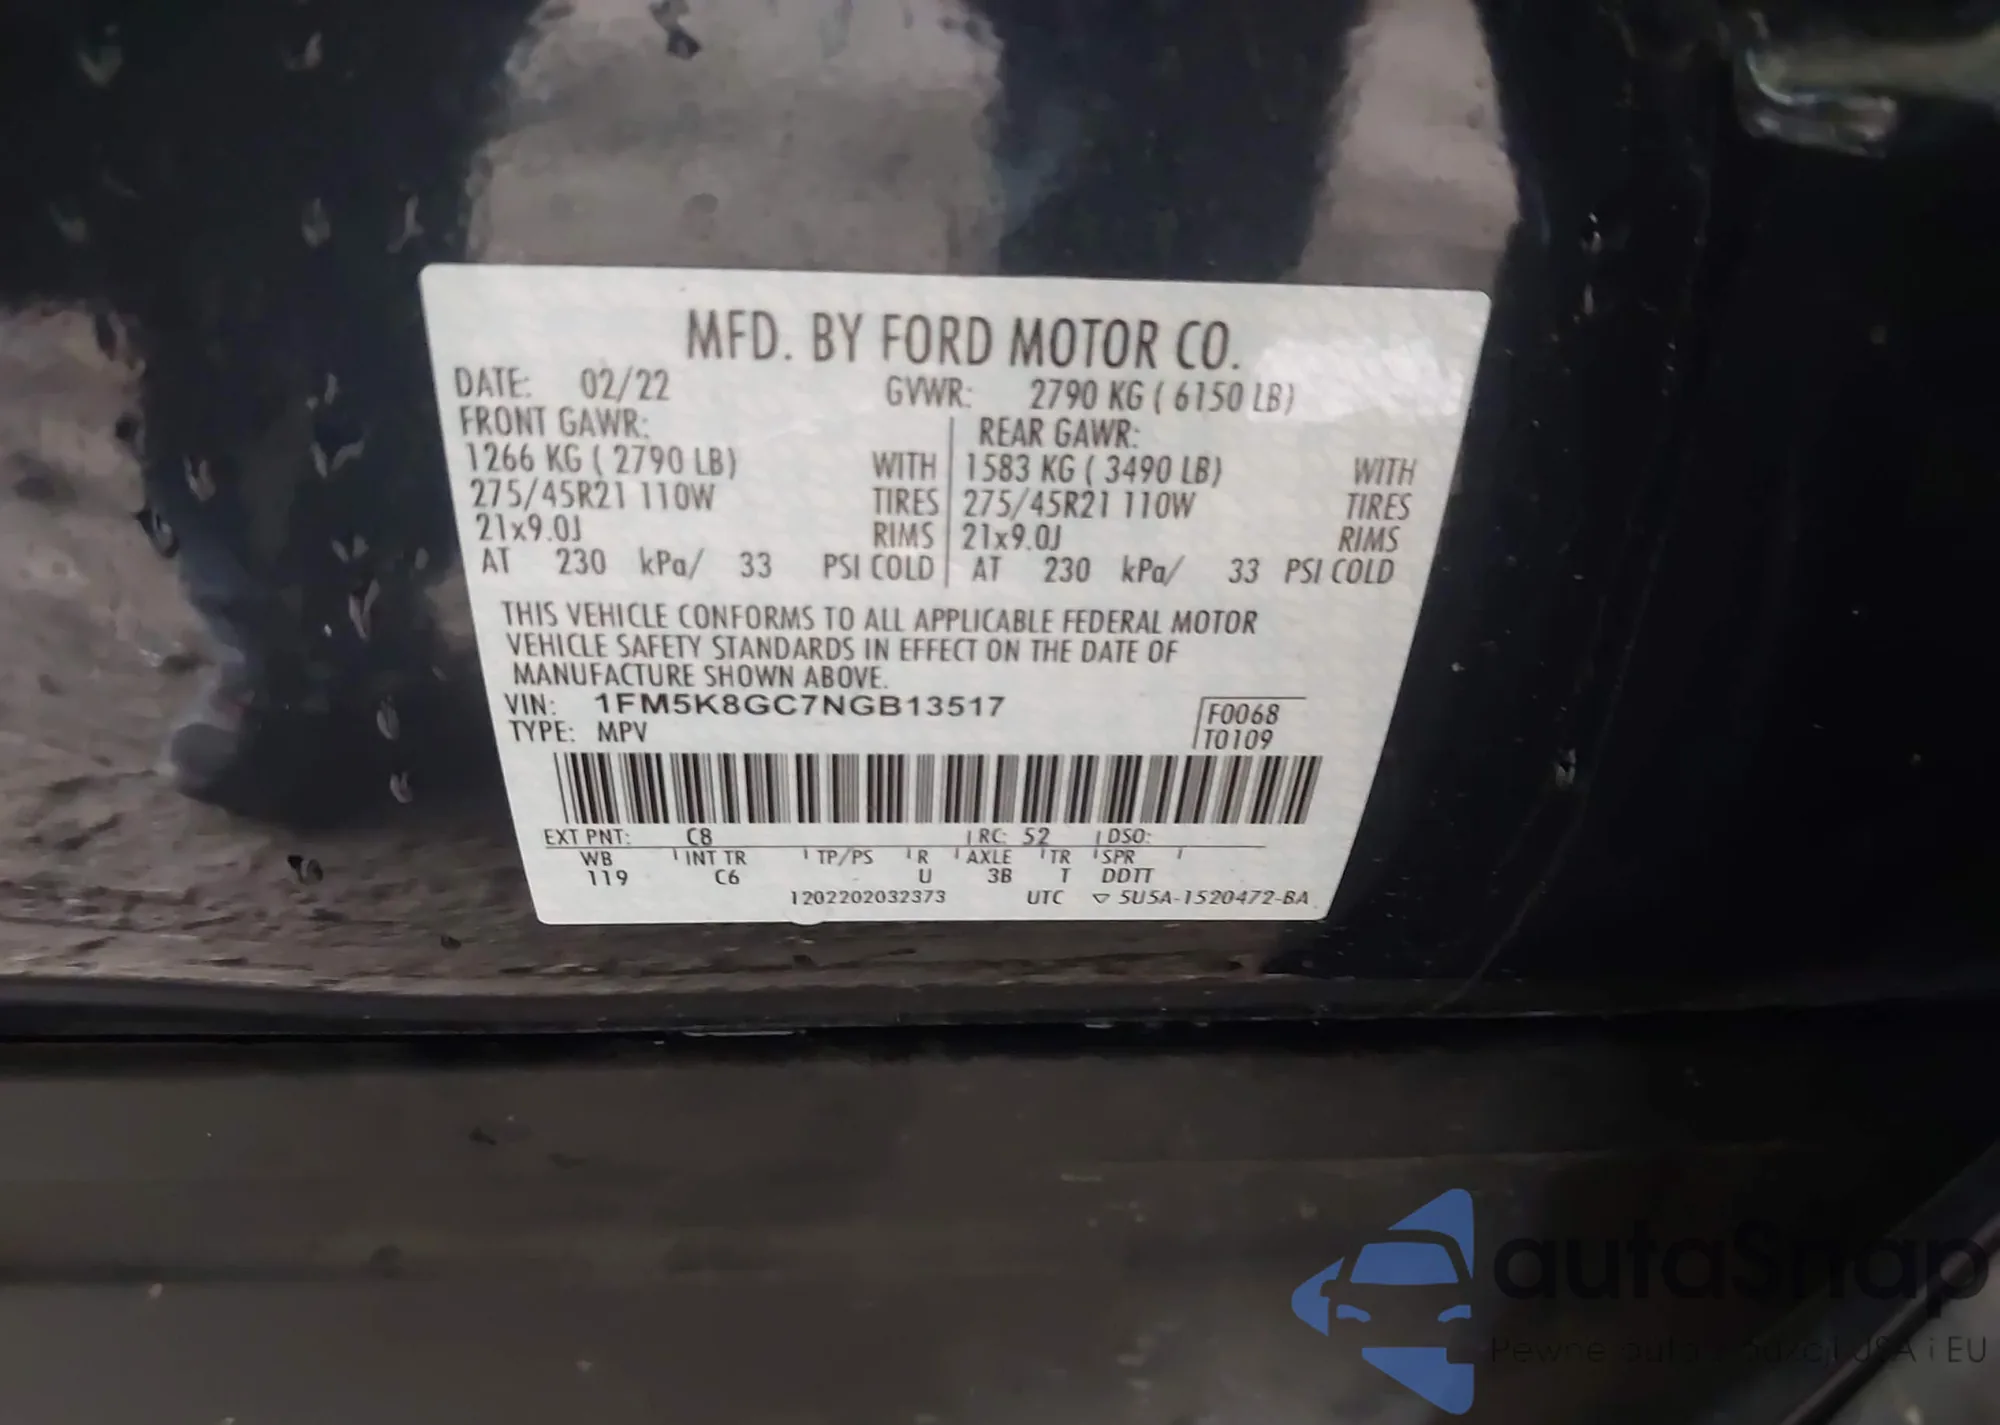 MFD. BY FORD MOTOR CO.
DATE: 02/22 GVWR: 2790 KG ( 6150 LB)
FRONT GAWR: REAR GAWR:
1266 KG ( 2790 LB) WITH 1583 KG ( 3490 LB) WITH
275/45R21 110W TIRES 275/45R21 110W TIRES
21x9.0J RIMS 21x9.0J RIMS
AT 230 kPa/ 33 PSI COLD AT 230 kPa/ 33 PSI COLD
THIS VEHICLE CONFORMS TO ALL APPLICABLE FEDERAL MOTOR
VEHICLE SAFETY STANDARDS IN EFFECT ON THE DATE OF
MANUFACTURE SHOWN ABOVE.
VIN: 1FM5K8GC7NGB13517
TYPE: MPV
F0068
T0109
EXT PNT: C8 RC: 52 DSO:
WB INT TR TP/PS R AXLE TR SPR
119 C6 U 3B T DDTT
1202202032373 UTC ▽ 5U5A-1520472-BA
autaSnap
Pewne auta z USA i EU